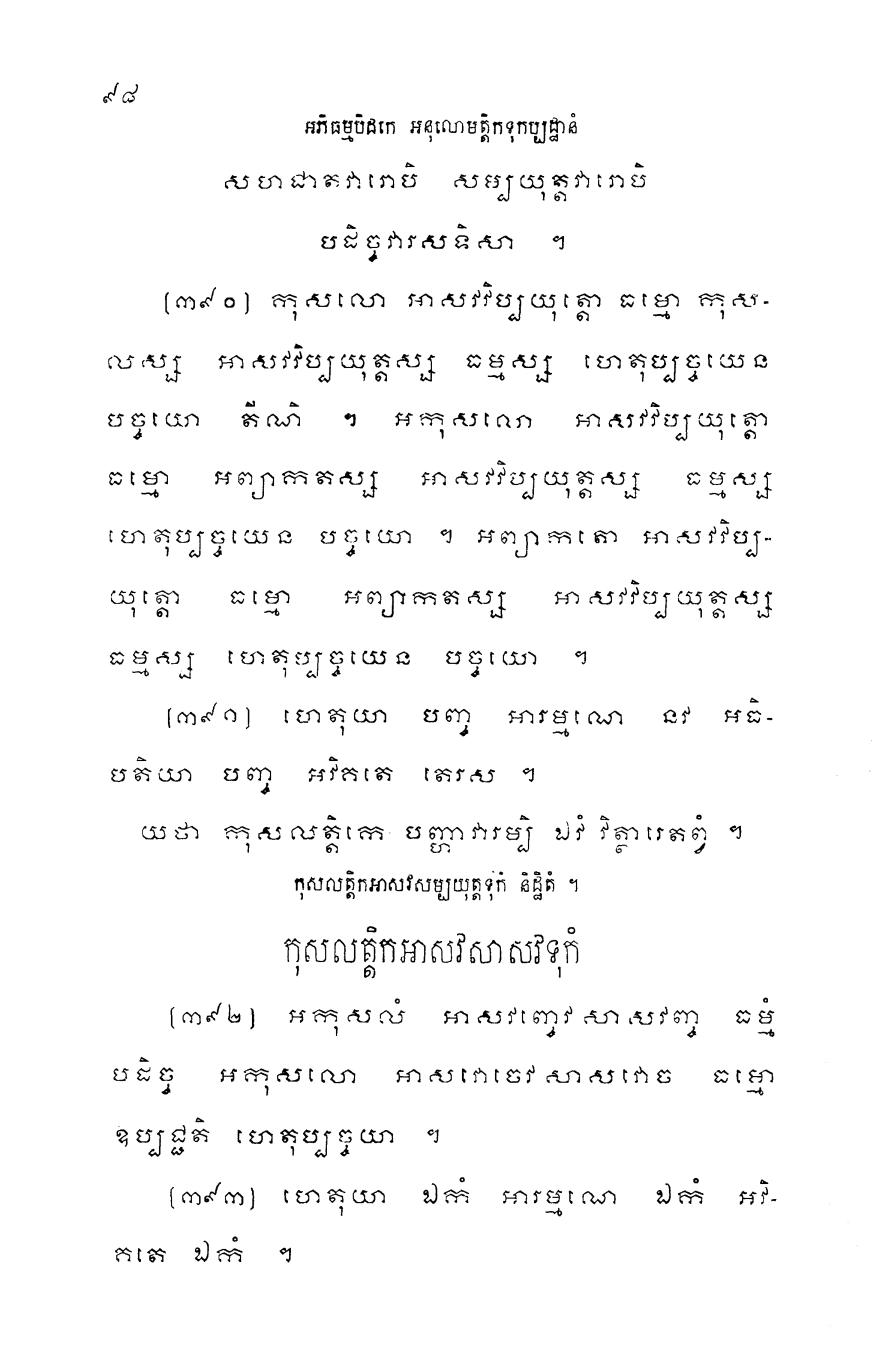 ៩៨
អភិធម្មបិដកេ អនុលោមត្តិកទុកប្បដ្ឋានំ
សហជាតវារោបិ សម្បយុត្តវារោបិ
បដិច្ចវារសទិសា ។
(៣៩០) កុសលោ អាសវវិប្បយុត្តោ ធម្មោ កុស-
លស្ស អាសវវិប្បយុត្តស្ស ធម្មស្ស ហេតុប្បច្ចយេន
បច្ចយោ តីណិ ។ អកុសលោ អាសវវិប្បយុត្តោ
ធម្មោ អព្យាកតស្ស អាសវវិប្បយុត្តស្ស ធម្មស្ស
ហេតុប្បច្ចយេន បច្ចយោ ។ អព្យាកតោ អាសវវិប្ប-
យុត្តោ ធម្មោ អព្យាកតស្ស អាសវវិប្បយុត្តស្ស
ធម្មស្ស ហេតុប្បច្ចយេន បច្ចយោ ។
(៣៩១) ហេតុយា បញ្ច អារម្មណេ នវ អធិ-
បតិយា បញ្ច អវិគតេ តេរស ។
យថា កុសលត្តិកេ បញ្ហាវារម្បិ ឯវំ វិត្ថារេតព្វំ ។
កុសលត្តិកអាសវសម្បយុត្តទុកំ និដ្ឋិតំ ។
កុសលត្តិកអាសវសាសវទុកំ
(៣៩២) អកុសលំ អាសវញ្ចេវសាសវញ្ច ធម្មំ
បដិច្ច អកុសលោ អាសវោចេវសាសវោច ធម្មោ
ឧប្បជ្ជតិ ហេតុប្បច្ចយា ។
(៣៩៣) ហេតុយា ឯកំ អារម្មណេ ឯកំ អវិ-
គតេ ឯកំ ។